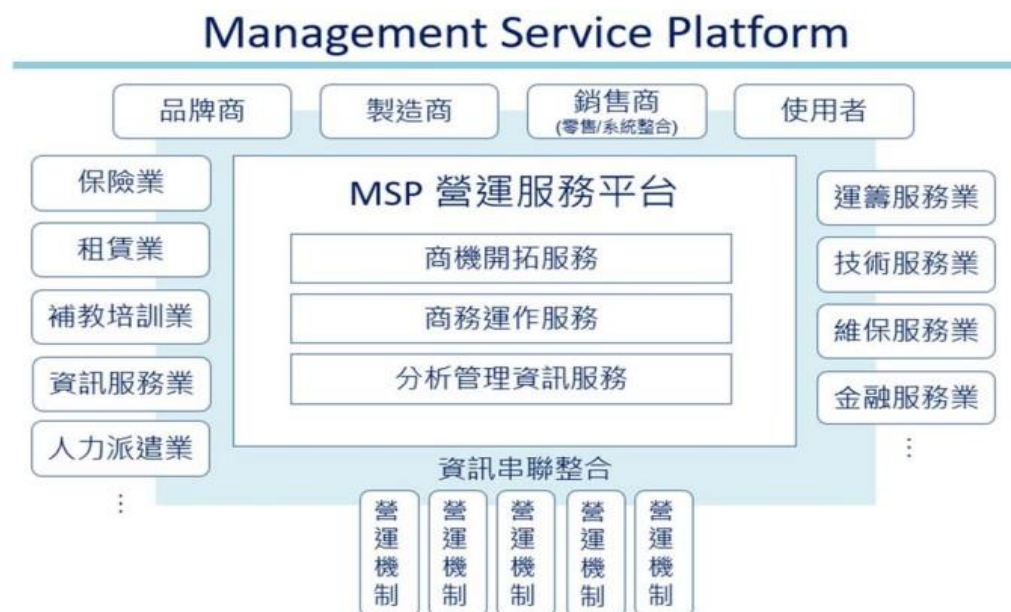 Management Service Platform
品牌商
製造商
銷售商
(零售/系統整合)
使用者
保險業
租賃業
補教培訓業
資訊服務業
人力派遣業
⋮
MSP 營運服務平台
商機開拓服務
商務運作服務
分析管理資訊服務
運籌服務業
技術服務業
維保服務業
金融服務業
⋮
資訊串聯整合
營運機制
營運機制
營運機制
營運機制
營運機制